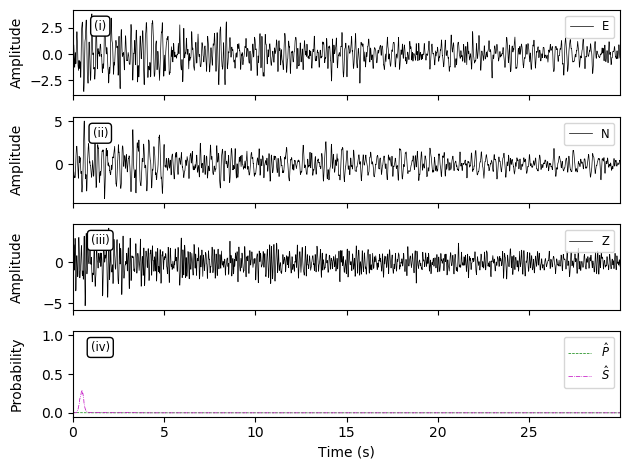 Amplitude
2.5
0.0
−2.5
(i)
E
Amplitude
5
0
(ii)
N
Amplitude
0
−5
(iii)
Z
Probability
1.0
0.5
0.0
(iv)
P̂
Ŝ
0 5 10 15 20 25
Time (s)